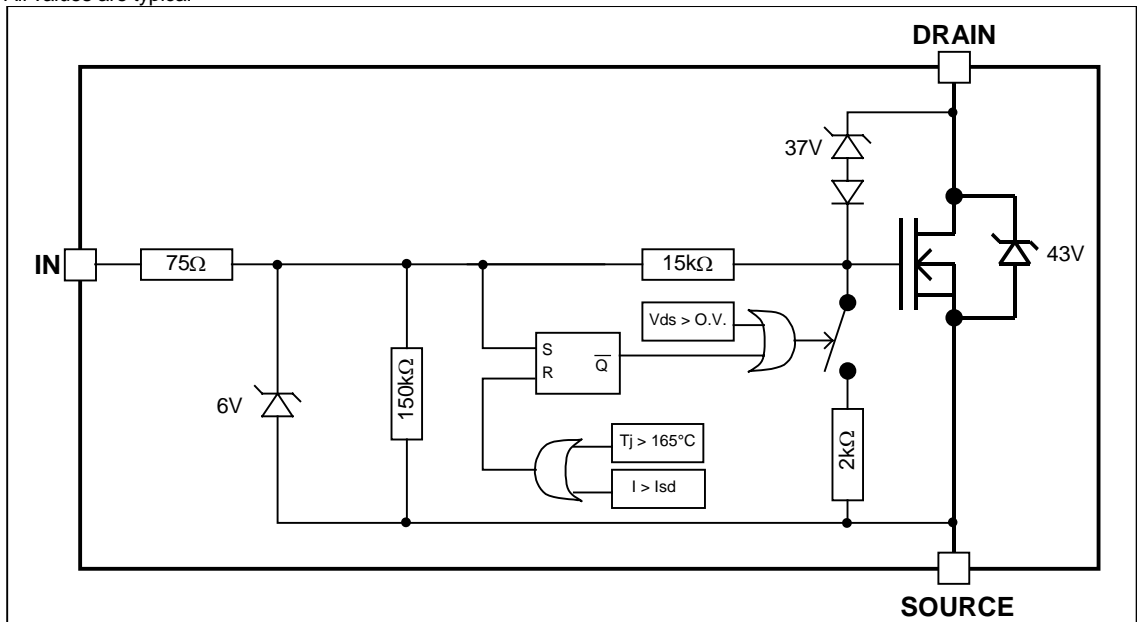 All values are typical
DRAIN
37V
IN
75Ω
15kΩ
43V
Vds > O.V.
S
R
Q
150kΩ
6V
Tj > 165°C
I > Isd
2kΩ
SOURCE